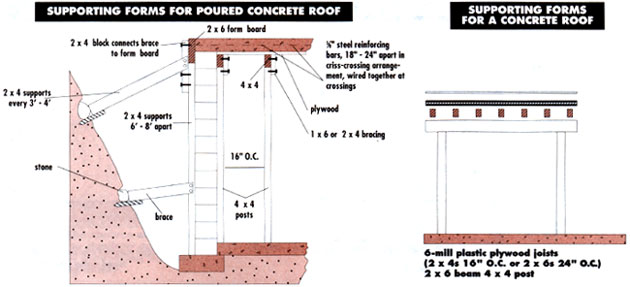 SUPPORTING FORMS FOR POURED CONCRETE ROOF
2 x 6 form board
2 x 4 block connects brace
to form board
steel reinforcing
bars, 18" - 24" apart in
criss-crossing arrange-
ment, wired together at
crossings
4 x 4
2 x 4 supports
every 3' - 4'
plywood
2 x 4 supports
6' - 8' apart
1 x 6 or 2 x 4 bracing
16" O.C.
stone
4 x 4
posts
brace
SUPPORTING FORMS
FOR A CONCRETE ROOF
6-mill plastic plywood joists
(2 x 4s 16" O.C. or 2 x 6s 24" O.C.)
2 x 6 boam 4 x 4 post